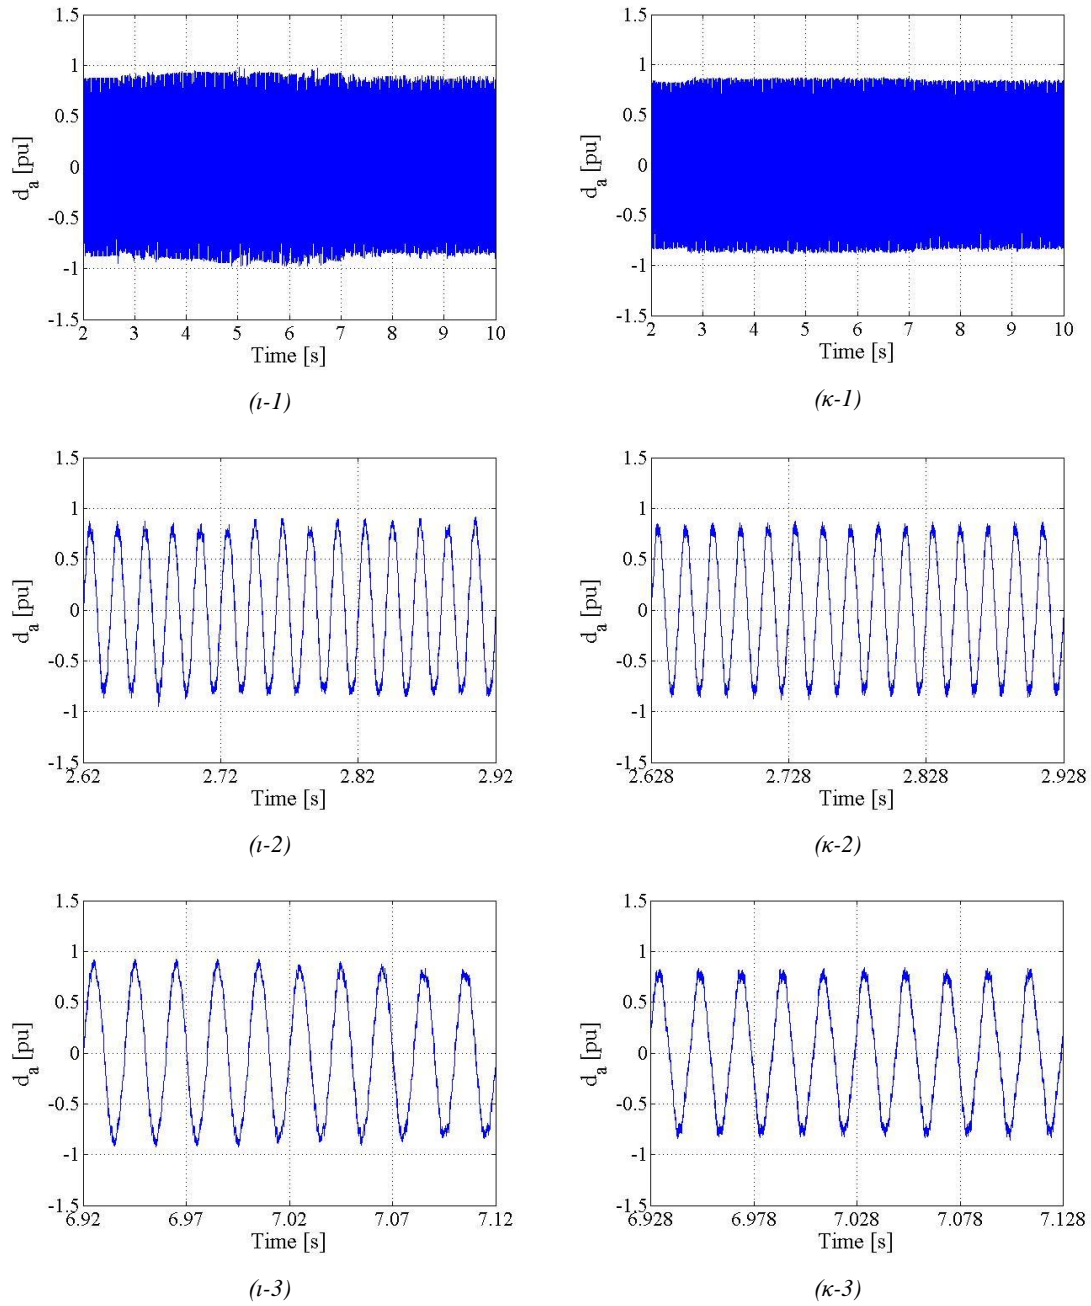 1.5
1
0.5
0
-0.5
-1
-1.5
d_a [pu]
2 3 4 5 6 7 8 9 10
Time [s]
(ι-1)
1.5
1
0.5
0
-0.5
-1
-1.5
d_a [pu]
2 3 4 5 6 7 8 9 10
Time [s]
(κ-1)
1.5
1
0.5
0
-0.5
-1
-1.5
d_a [pu]
2.62 2.72 2.82 2.92
Time [s]
(ι-2)
1.5
1
0.5
0
-0.5
-1
-1.5
d_a [pu]
2.628 2.728 2.828 2.928
Time [s]
(κ-2)
1.5
1
0.5
0
-0.5
-1
-1.5
d_a [pu]
6.92 6.97 7.02 7.07 7.12
Time [s]
(ι-3)
1.5
1
0.5
0
-0.5
-1
-1.5
d_a [pu]
6.928 6.978 7.028 7.078 7.128
Time [s]
(κ-3)